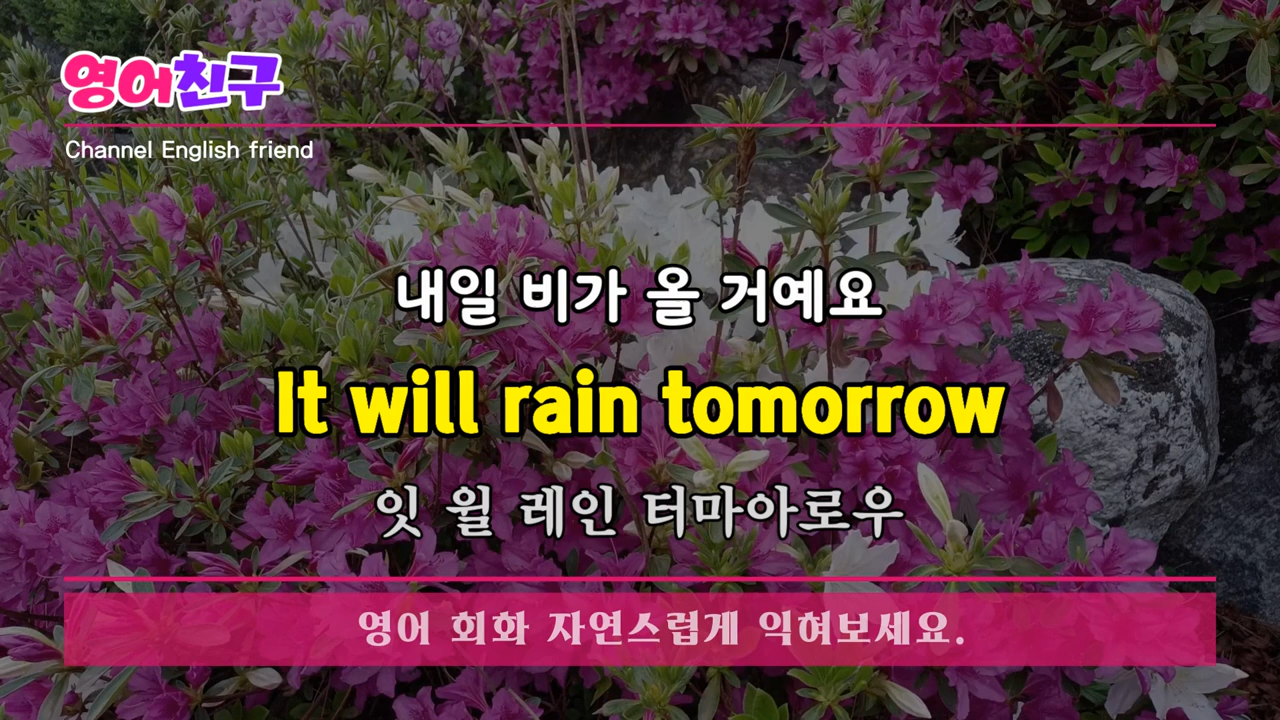 영어친구
Channel English friend
내일 비가 올 거예요
It will rain tomorrow
잇 윌 레인 터마아로우
영어 회화 자연스럽게 익혀보세요.